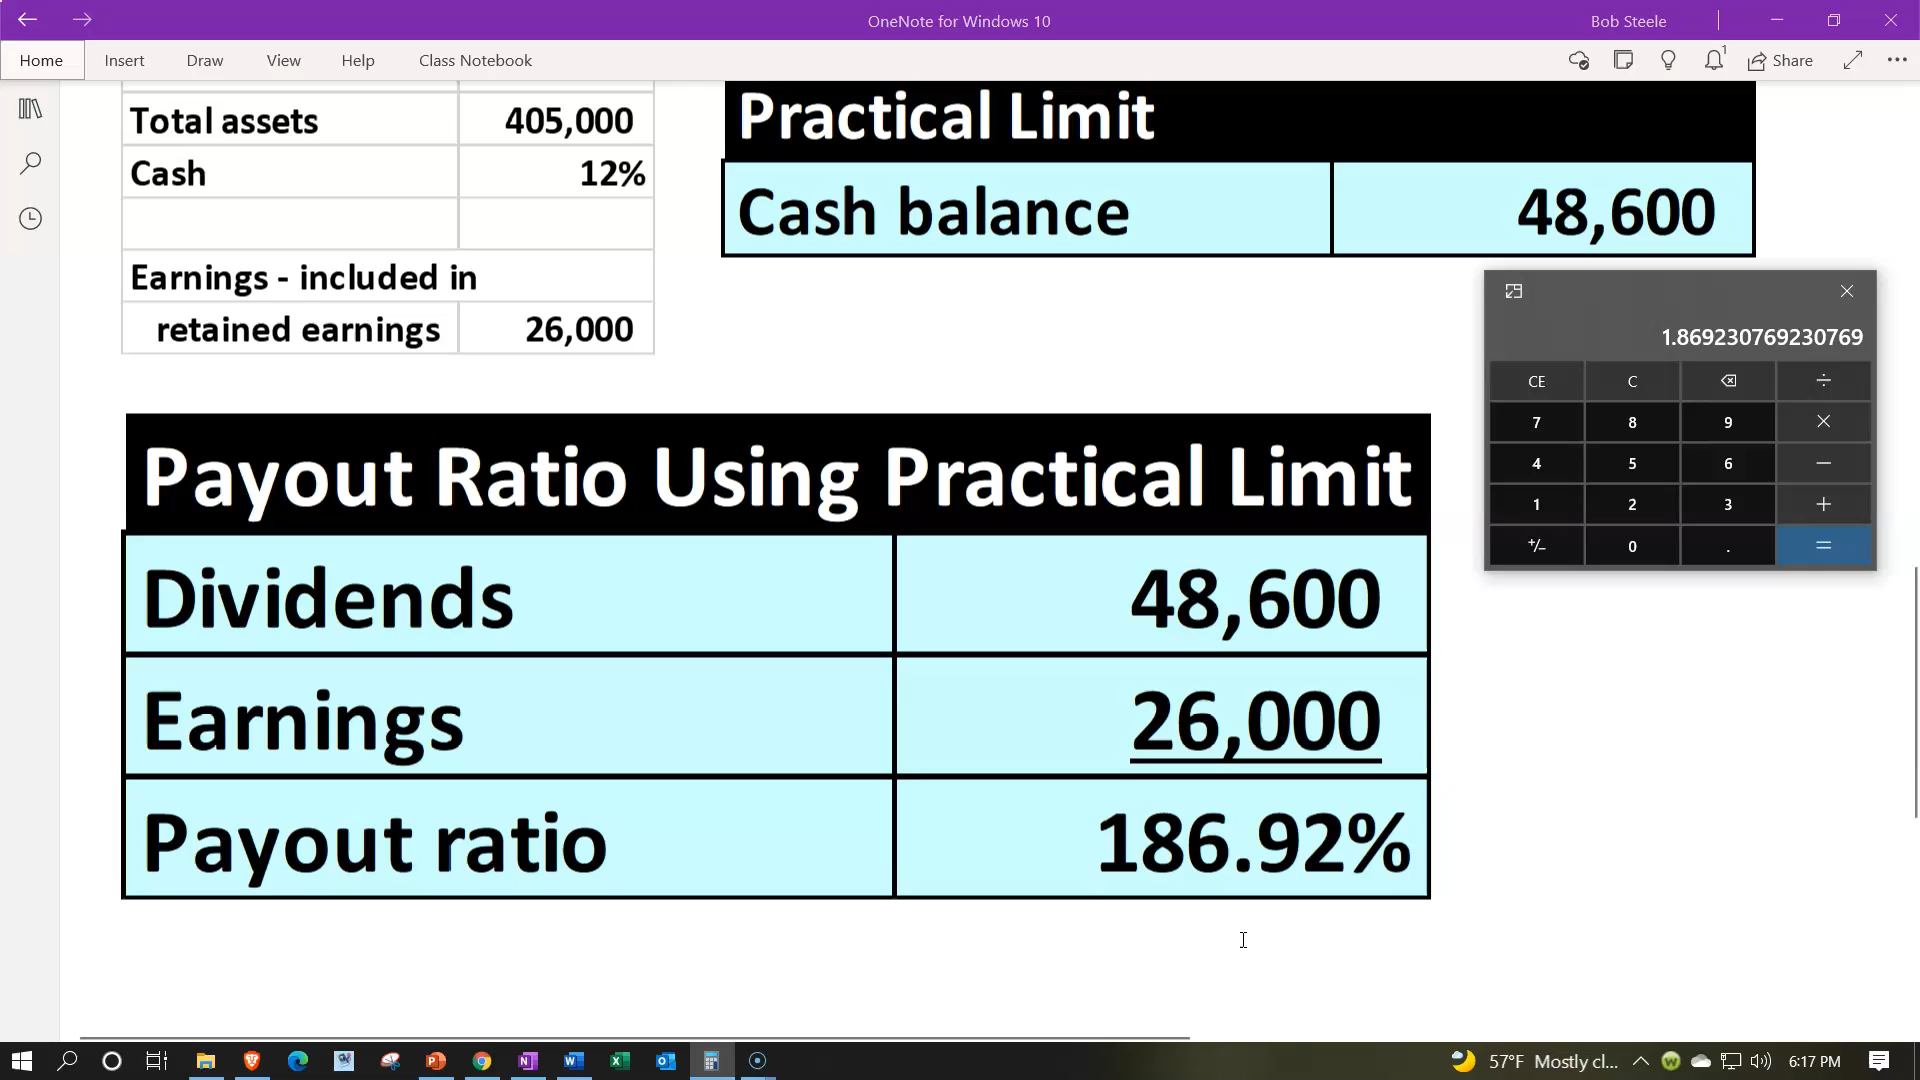 OneNote for Windows 10
Bob Steele
Home Insert Draw View Help Class Notebook
1 Share
Total assets 405,000
Cash 12%
Earnings - included in
retained earnings 26,000
Practical Limit
Cash balance 48,600
1.869230769230769
CE C ⌫ ÷
7 8 9 ×
4 5 6 −
1 2 3 +
+/− 0 . =
Payout Ratio Using Practical Limit
Dividends 48,600
Earnings 26,000
Payout ratio 186.92%
57°F Mostly cl... 6:17 PM